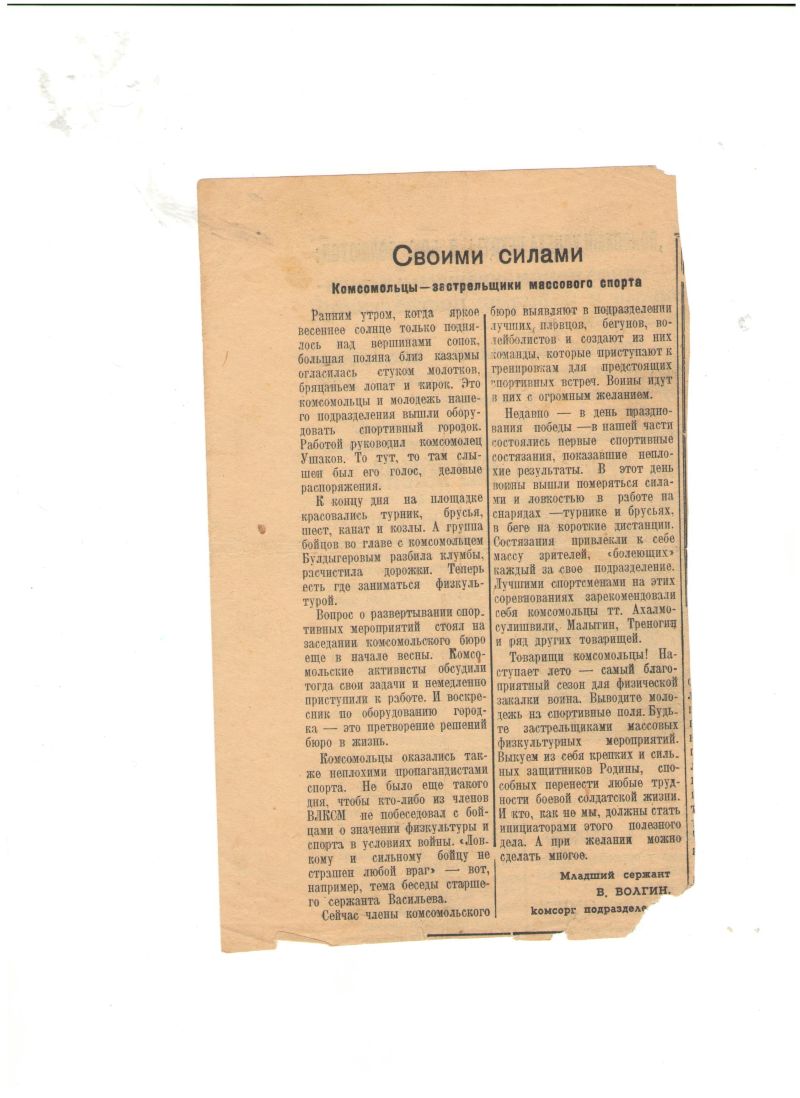 Своими силами
Комсомольцы—застрельщики массового спорта
Ранним утром, когда яркое
весеннее солнце только подня-
лось над вершинами сопок,
большая поляна близ казармы
огласилась стуком молотков,
бряцаньем лопат и кирок. Это
комсомольцы и молодежь наше-
го подразделения вышли обору-
довать спортивный городок.
Работой руководил комсомолец
Ушаков. То тут, то там слы-
шен был его голос, деловые
распоряжения.
К концу дня на площадке
красовались турник, брусья,
шест, канат и козлы. А группа
бойцов во главе с комсомольцем
Булдыгеровым разбила клумбы,
расчистила дорожки. Теперь
есть где заниматься физкуль-
турой.
Вопрос о развертывании спор-
тивных мероприятий стоял на
заседании комсомольского бюро
еще в начале весны. Комсо-
мольские активисты обсудили
тогда свои задачи и немедленно
приступили к работе. И воскрес-
ник по оборудованию город-
ка — это претворение решений
бюро в жизнь.
Комсомольцы оказались так-
же неплохими пропагандистами
спорта. Не было еще такого
дня, чтобы кто-либо из членов
ВЛКСМ не побеседовал с бой-
цами о значении физкультуры и
спорта в условиях войны. «Лов-
кому и сильному бойцу не
страшен любой враг» — вот,
например, тема беседы старше-
го сержанта Васильева.
Сейчас члены комсомольского
бюро выявляют в подразделении
лучших пловцов, бегунов, во-
лейболистов и создают из них
команды, которые приступают к
тренировкам для предстоящих
спортивных встреч. Воины идут
в них с огромным желанием.
Недавно — в день праздно-
вания победы —в нашей части
состоялись первые спортивные
состязания, показавшие непло-
хие результаты. В этот день
воины вышли померяться сила-
ми и ловкостью в работе на
снарядах —турнике и брусьях,
в беге на короткие дистанции.
Состязания привлекли к себе
массу зрителей, «болеющих»
каждый за свое подразделение.
Лучшими спортсменами на этих
соревнованиях зарекомендовали
себя комсомольцы тт. Ахалмо-
сулишвили, Малыгин, Треногин
и ряд других товарищей.
Товарищи комсомольцы! На-
ступает лето — самый благо-
приятный сезон для физической
закалки воина. Выводите моло-
дежь на спортивные поля. Будь-
те застрельщиками массовых
физкультурных мероприятий.
Выкуем из себя крепких и силь-
ных защитников Родины, спо-
собных перенести любые труд-
ности боевой солдатской жизни.
И кто, как не мы, должны стать
инициаторами этого полезного
дела. А при желании можно
сделать многое.
Младший сержант
В. ВОЛГИН,
комсорг подразделе